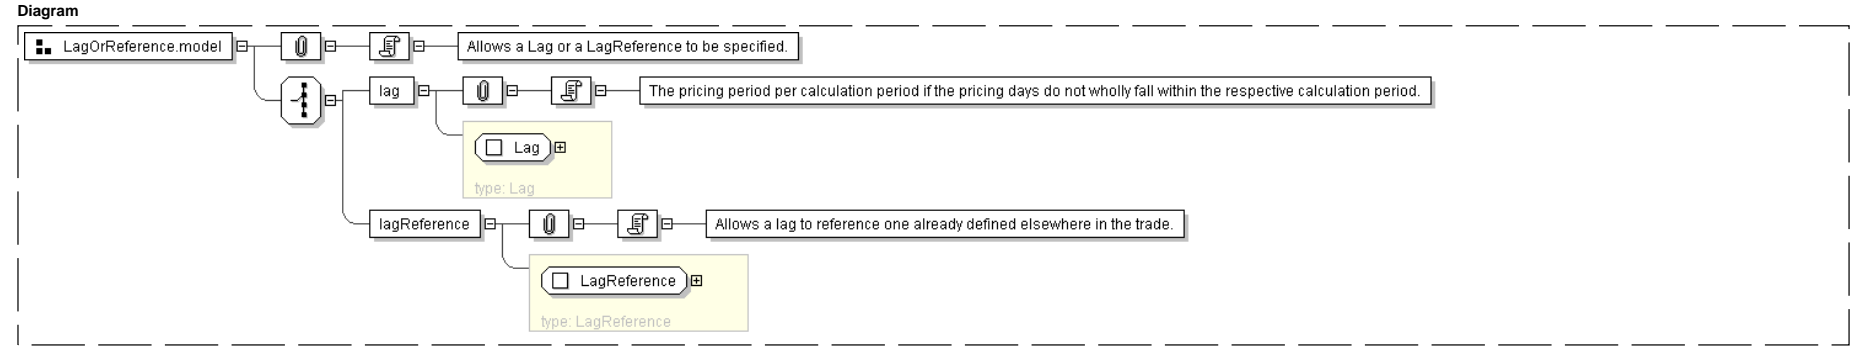 Diagram
LagOrReference.model
Allows a Lag or a LagReference to be specified.
lag
The pricing period per calculation period if the pricing days do not wholly fall within the respective calculation period.
Lag
type: Lag
lagReference
Allows a lag to reference one already defined elsewhere in the trade.
LagReference
type: LagReference